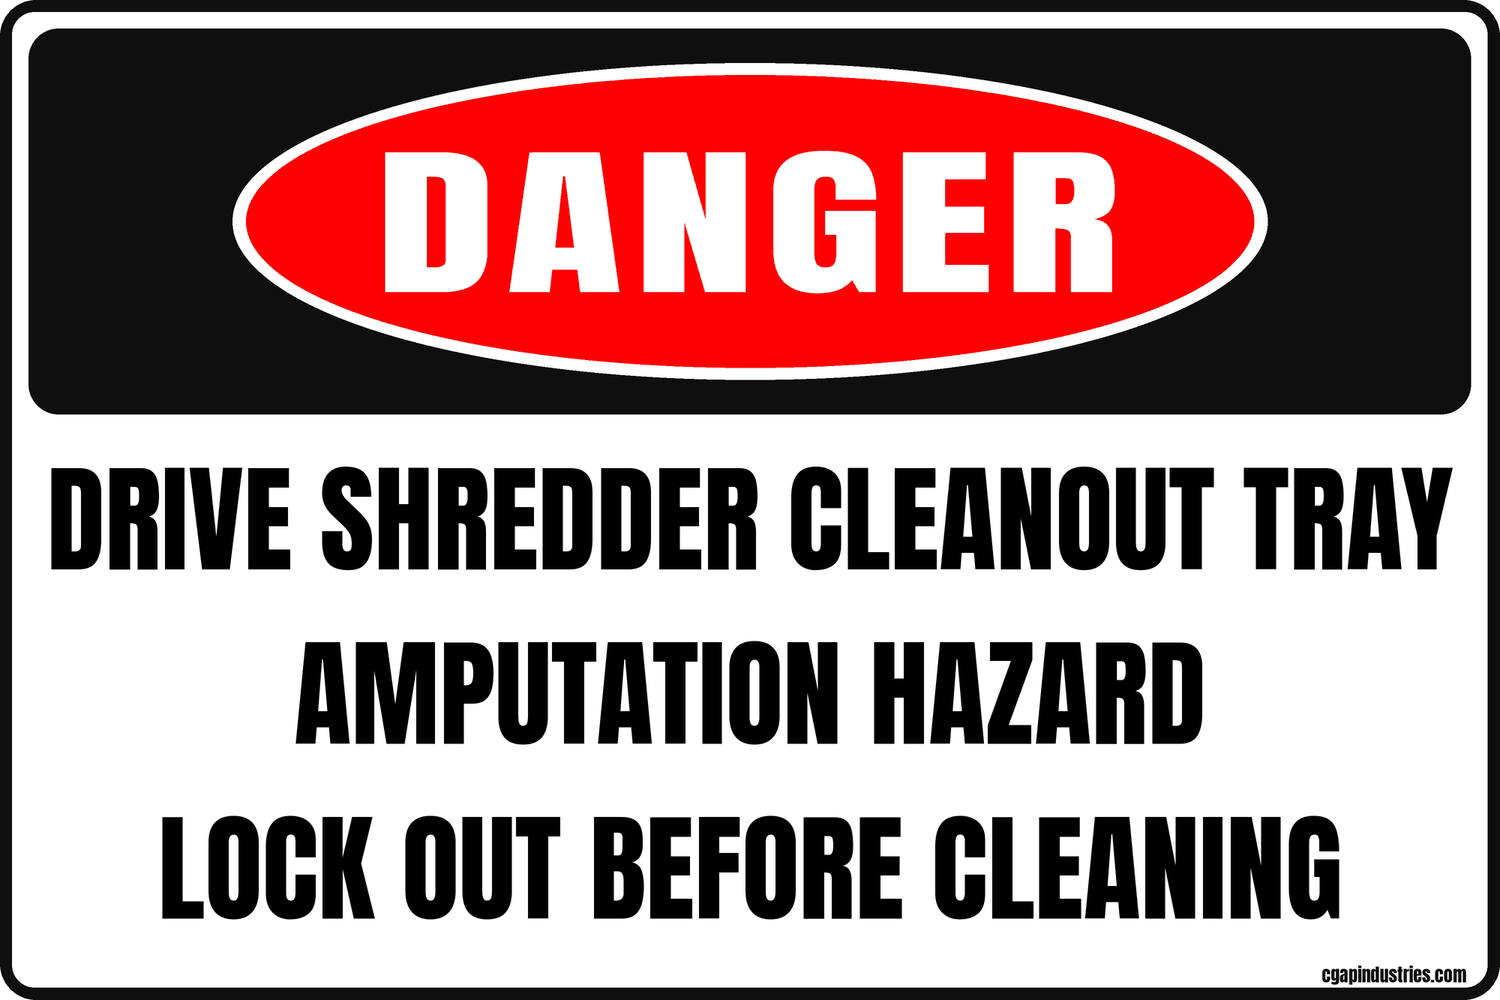 DANGER
DRIVE SHREDDER CLEANOUT TRAY
AMPUTATION HAZARD
LOCK OUT BEFORE CLEANING
cgapindustries.com